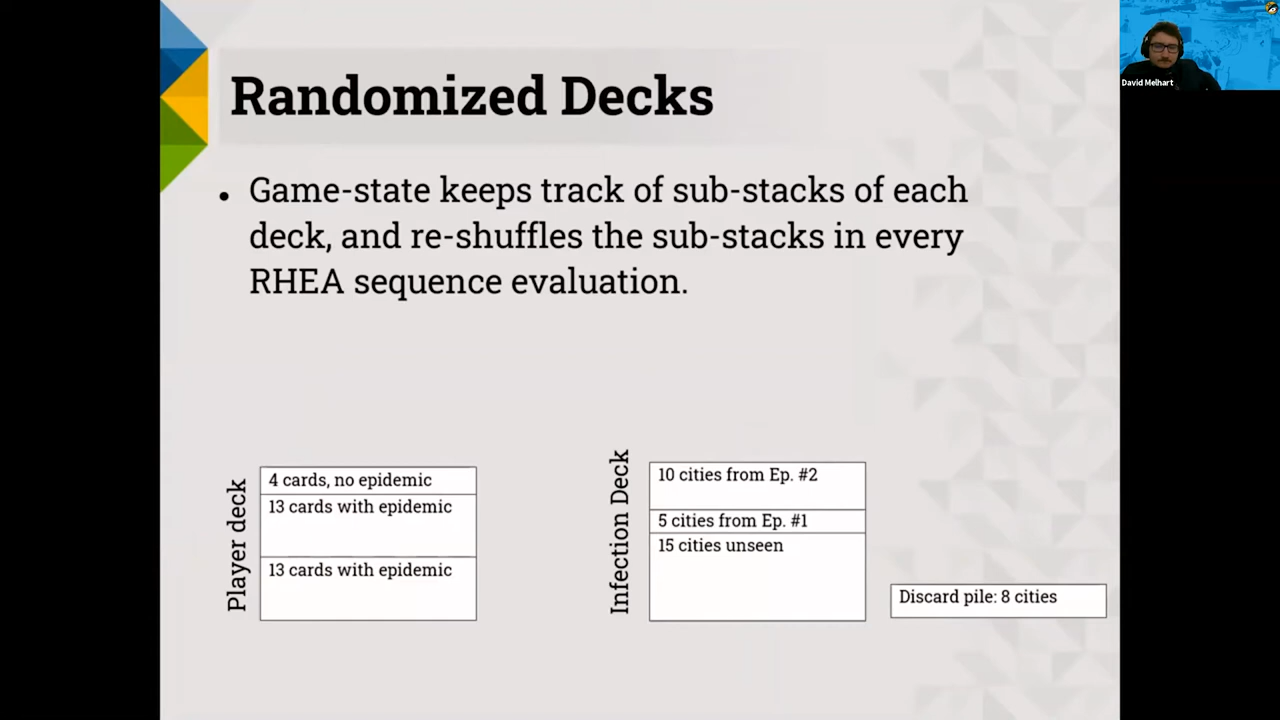 Randomized Decks
• Game-state keeps track of sub-stacks of each
deck, and re-shuffles the sub-stacks in every
RHEA sequence evaluation.
Player deck
4 cards, no epidemic
13 cards with epidemic
13 cards with epidemic
Infection Deck
10 cities from Ep. #2
5 cities from Ep. #1
15 cities unseen
Discard pile: 8 cities
David Melhart